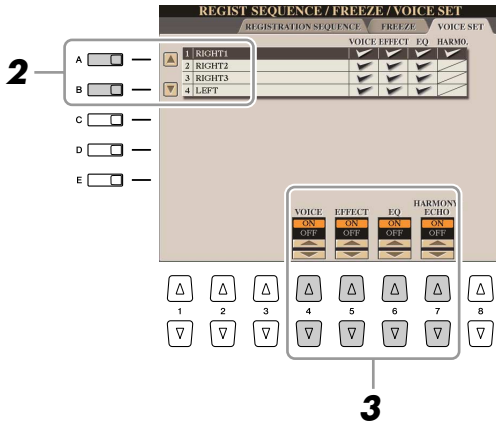 REGIST SEQUENCE / FREEZE / VOICE SET
REGISTRATION SEQUENCE FREEZE VOICE SET
VOICE EFFECT EQ HARMO.
1 RIGHT1
2 RIGHT2
3 RIGHT3
4 LEFT
2
A
B
C
D
E
VOICE EFFECT EQ HARMONY ECHO
ON ON ON ON
OFF OFF OFF OFF
1 2 3 4 5 6 7 8
3